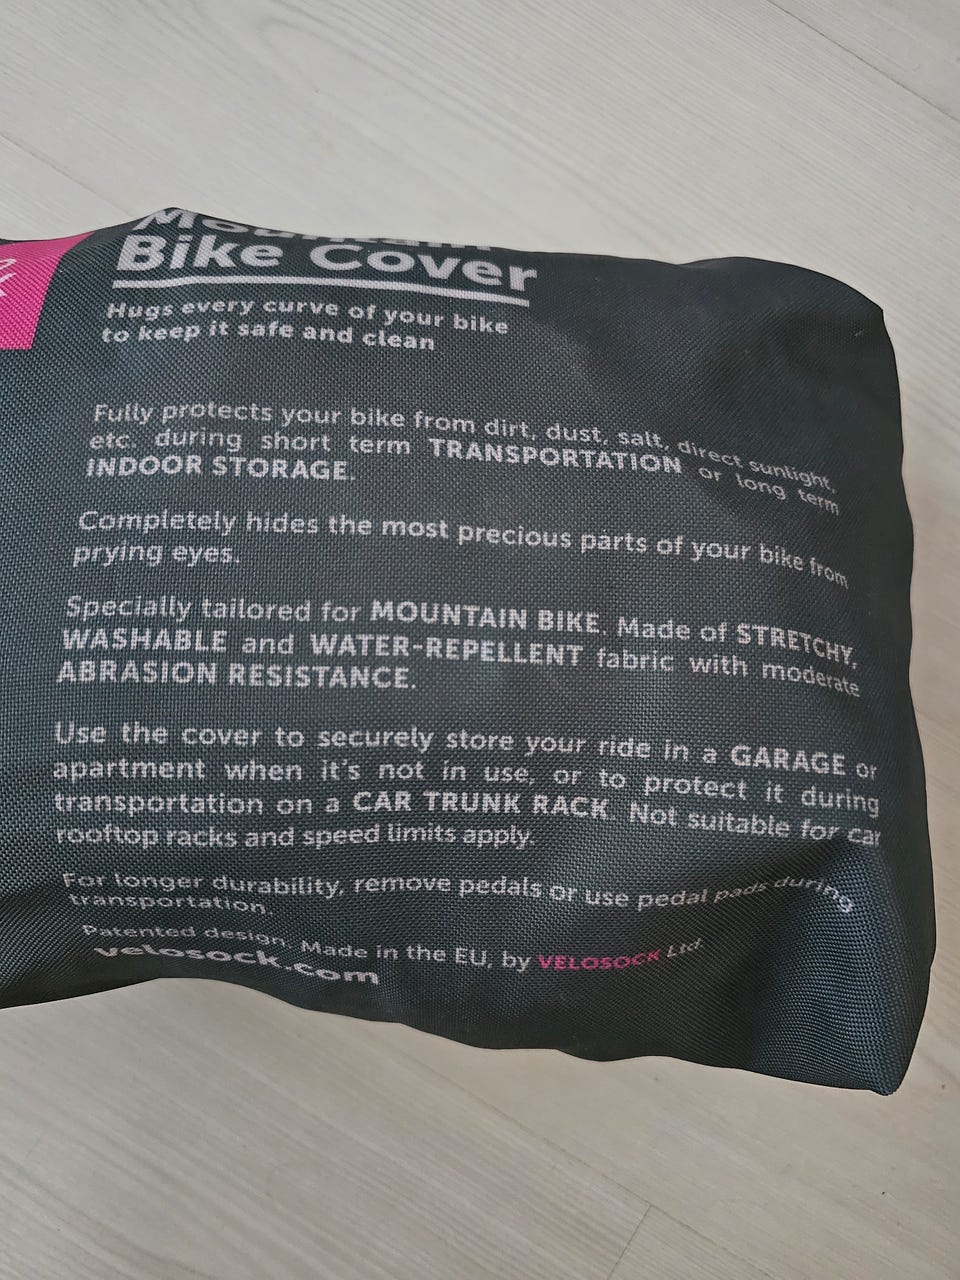 Mountain
Bike Cover
Hugs every curve of your bike
to keep it safe and clean
Fully protects your bike from dirt, dust, salt, direct sunlight,
etc. during short term TRANSPORTATION or long term
INDOOR STORAGE.
Completely hides the most precious parts of your bike from
prying eyes.
Specially tailored for MOUNTAIN BIKE. Made of STRETCHY,
WASHABLE and WATER-REPELLENT fabric with moderate
ABRASION RESISTANCE.
Use the cover to securely store your ride in a GARAGE or
apartment when it's not in use, or to protect it during
transportation on a CAR TRUNK RACK. Not suitable for car
rooftop racks and speed limits apply.
For longer durability, remove pedals or use pedal pads during
transportation.
Patented design. Made in the EU, by VELOSOCK Ltd.
velosock.com